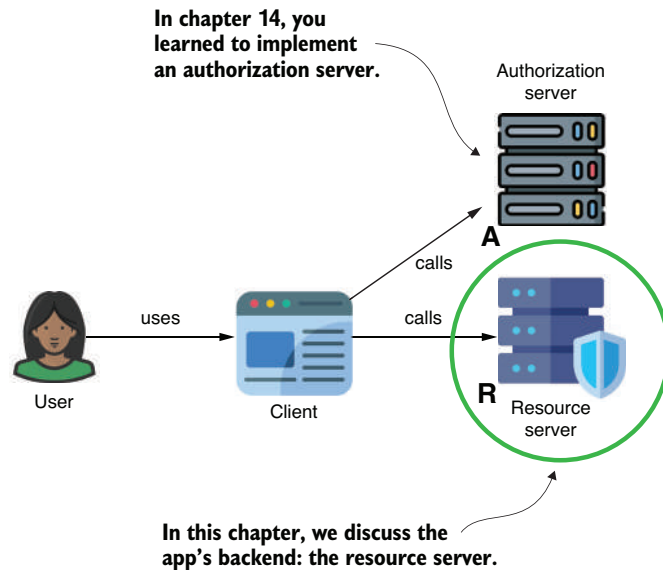 In chapter 14, you
learned to implement
an authorization server.
Authorization
server
A
calls
uses
calls
User
Client
R
Resource
server
In this chapter, we discuss the
app's backend: the resource server.